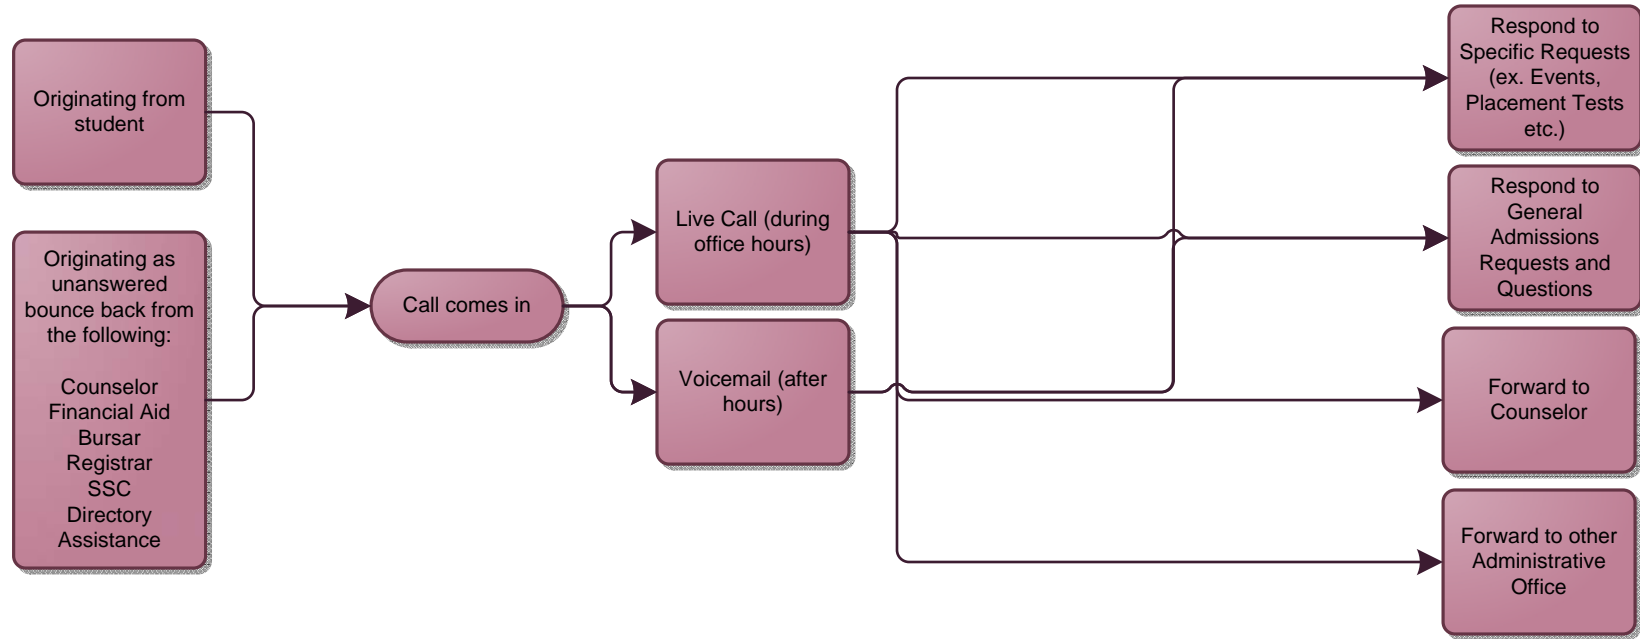 Originating from
student
Originating as
unanswered
bounce back from
the following:
Counselor
Financial Aid
Bursar
Registrar
SSC
Directory
Assistance
Call comes in
Live Call (during
office hours)
Voicemail (after
hours)
Respond to
Specific Requests
(ex. Events,
Placement Tests
etc.)
Respond to
General
Admissions
Requests and
Questions
Forward to
Counselor
Forward to other
Administrative
Office